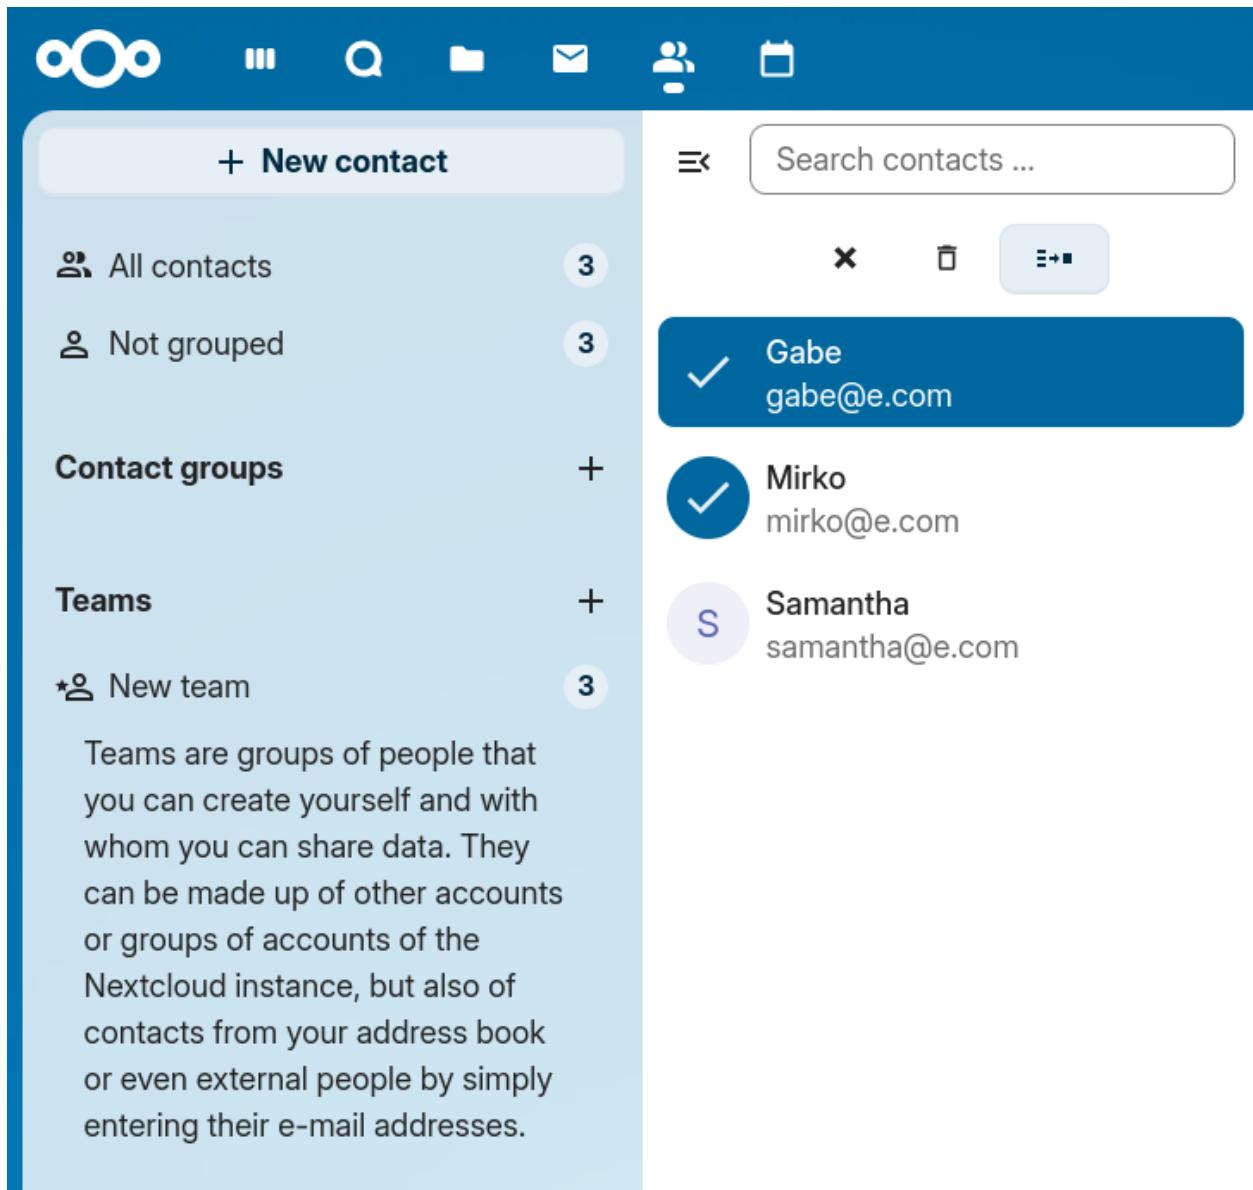 + New contact
All contacts 3
Not grouped 3
Contact groups +
Teams +
New team 3
Teams are groups of people that
you can create yourself and with
whom you can share data. They
can be made up of other accounts
or groups of accounts of the
Nextcloud instance, but also of
contacts from your address book
or even external people by simply
entering their e-mail addresses.
Search contacts ...
Gabe
gabe@e.com
Mirko
mirko@e.com
S
Samantha
samantha@e.com